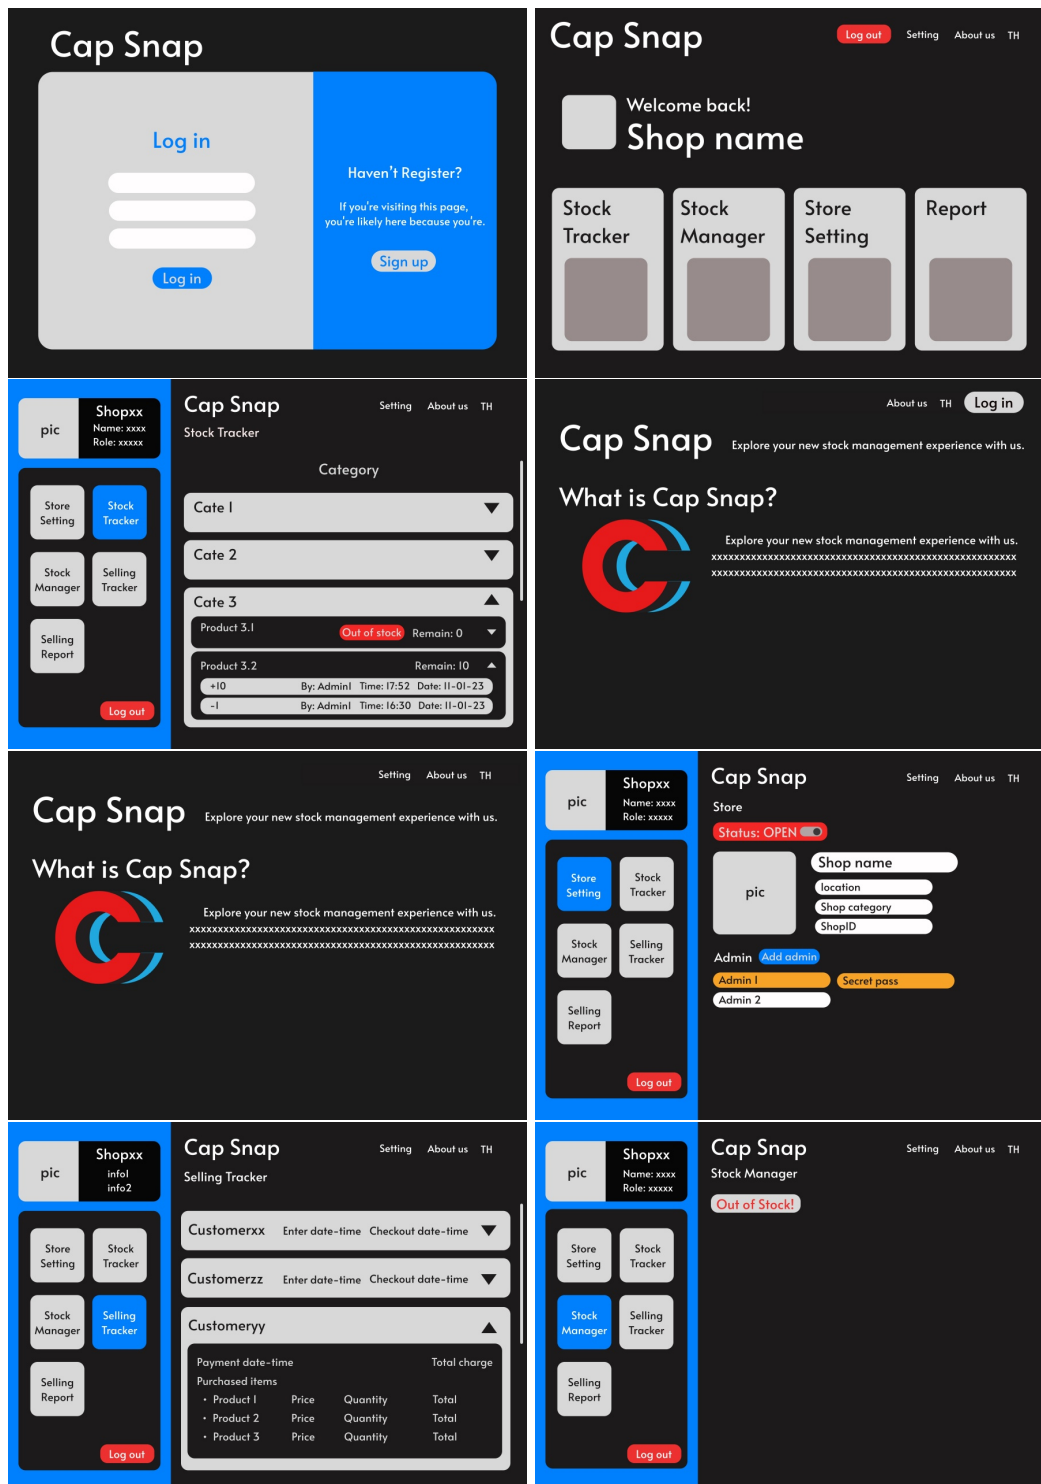 Cap Snap
Log in
Log in
Haven't Register?
If you're visiting this page,
you're likely here because you're.
Sign up
Cap Snap
Log out Setting About us TH
Welcome back!
Shop name
Stock
Tracker
Stock
Manager
Store
Setting
Report
pic
Shopxx
Name: xxxx
Role: xxxxx
Store
Setting
Stock
Tracker
Stock
Manager
Selling
Tracker
Selling
Report
Log out
Cap Snap
Setting About us TH
Stock Tracker
Category
Cate 1
Cate 2
Cate 3
Product 3.1 Out of stock Remain: 0
Product 3.2 Remain: 10
+10 By: Admin1 Time: 17:52 Date: 11-01-23
-1 By: Admin1 Time: 16:30 Date: 11-01-23
About us TH Log in
Cap Snap Explore your new stock management experience with us.
What is Cap Snap?
Explore your new stock management experience with us.
xxxxxxxxxxxxxxxxxxxxxxxxxxxxxxxxxxxxxxxxxxxxxxxxxxxxxx
xxxxxxxxxxxxxxxxxxxxxxxxxxxxxxxxxxxxxxxxxxxxxxxxxxxxxx
Setting About us TH
Cap Snap Explore your new stock management experience with us.
What is Cap Snap?
Explore your new stock management experience with us.
xxxxxxxxxxxxxxxxxxxxxxxxxxxxxxxxxxxxxxxxxxxxxxxxxxxxxx
xxxxxxxxxxxxxxxxxxxxxxxxxxxxxxxxxxxxxxxxxxxxxxxxxxxxxx
pic
Shopxx
Name: xxxx
Role: xxxxx
Store
Setting
Stock
Tracker
Stock
Manager
Selling
Tracker
Selling
Report
Log out
Cap Snap
Setting About us TH
Store
Status: OPEN
pic
Shop name
location
Shop category
ShopID
Admin Add admin
Admin 1 Secret pass
Admin 2
pic
Shopxx
info1
info2
Store
Setting
Stock
Tracker
Stock
Manager
Selling
Tracker
Selling
Report
Log out
Cap Snap
Setting About us TH
Selling Tracker
Customerxx Enter date-time Checkout date-time
Customerzz Enter date-time Checkout date-time
Customeryy
Payment date-time Total charge
Purchased items
• Product 1 Price Quantity Total
• Product 2 Price Quantity Total
• Product 3 Price Quantity Total
pic
Shopxx
Name: xxxx
Role: xxxxx
Store
Setting
Stock
Tracker
Stock
Manager
Selling
Tracker
Selling
Report
Log out
Cap Snap
Setting About us TH
Stock Manager
Out of Stock!